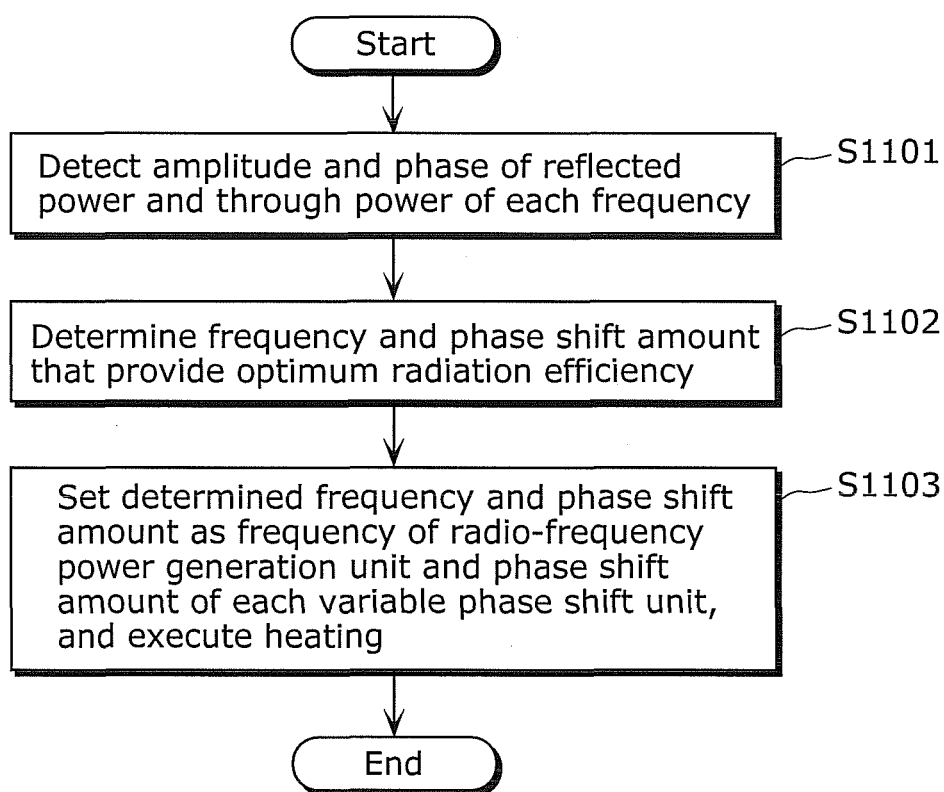 Start
Detect amplitude and phase of reflected
power and through power of each frequency
S1101
Determine frequency and phase shift amount
that provide optimum radiation efficiency
S1102
Set determined frequency and phase shift
amount as frequency of radio-frequency
power generation unit and phase shift
amount of each variable phase shift unit,
and execute heating
S1103
End